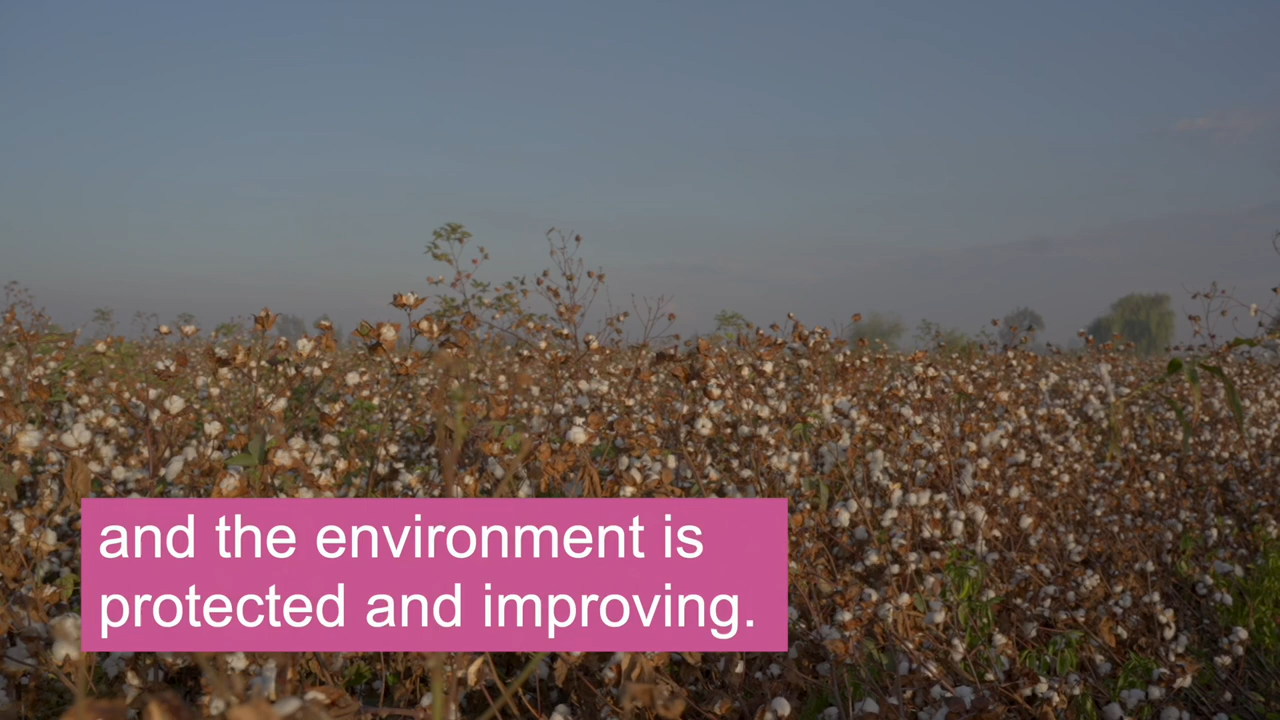 and the environment is
protected and improving.